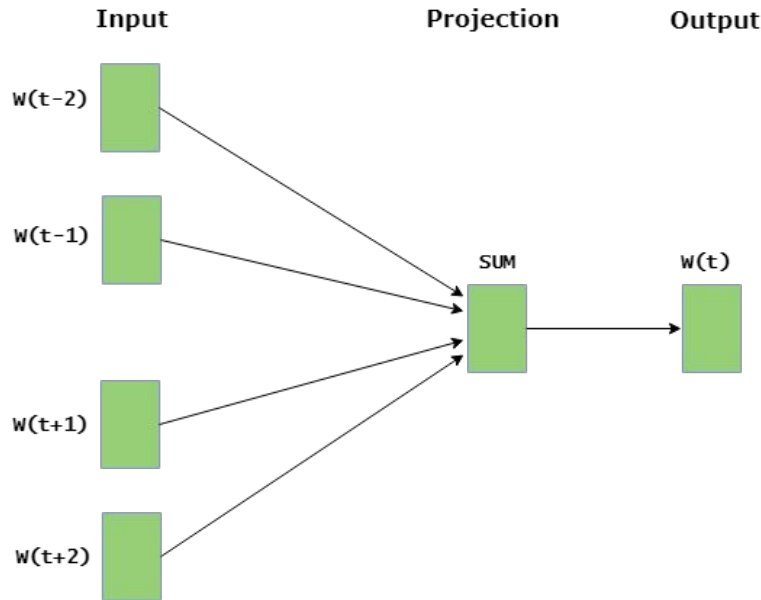 Input Projection Output
W(t-2)
W(t-1)
SUM W(t)
W(t+1)
W(t+2)